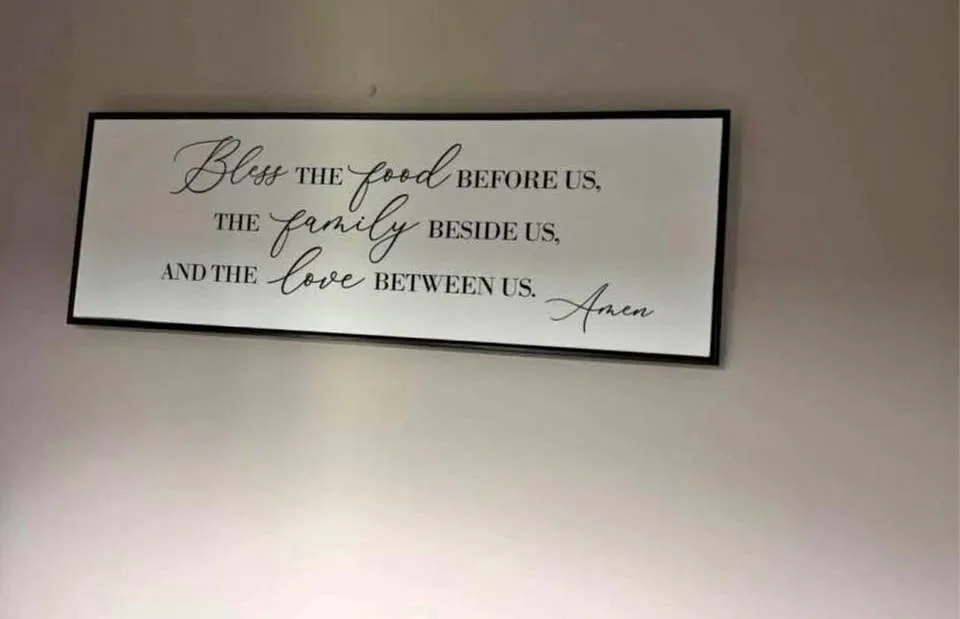 Bless THE food BEFORE US,
THE family BESIDE US,
AND THE love BETWEEN US.
Amen